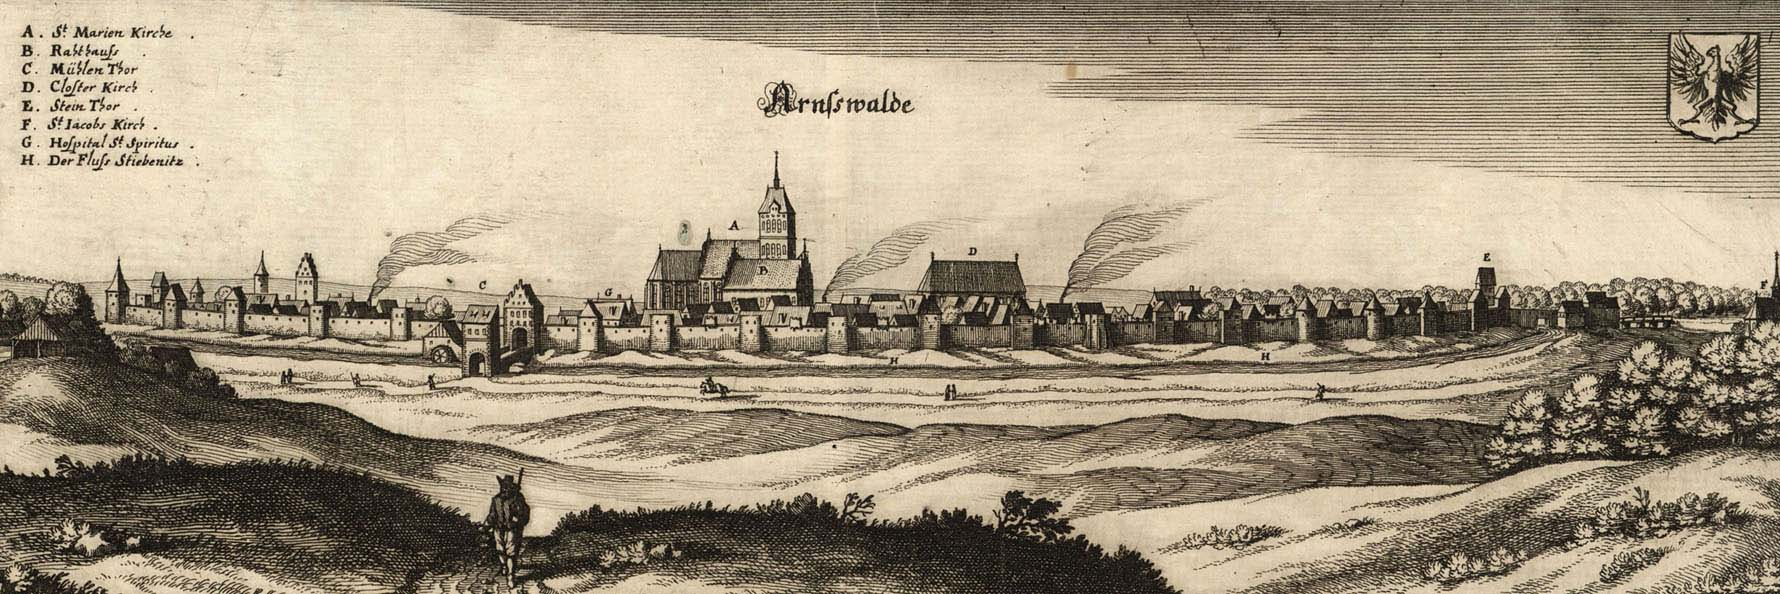 A. St Marien Kirche.
B. Rahthauſs.
C. Mühlen Thor
D. Cloſter Kirch.
E. Stein Thor.
F. St Iacobs Kirch.
G. Hoſpital St Spiritus.
H. Der Fluſs Stiebenitz.
Arnſswalde
A
B
D
E
C
G
F
H
H